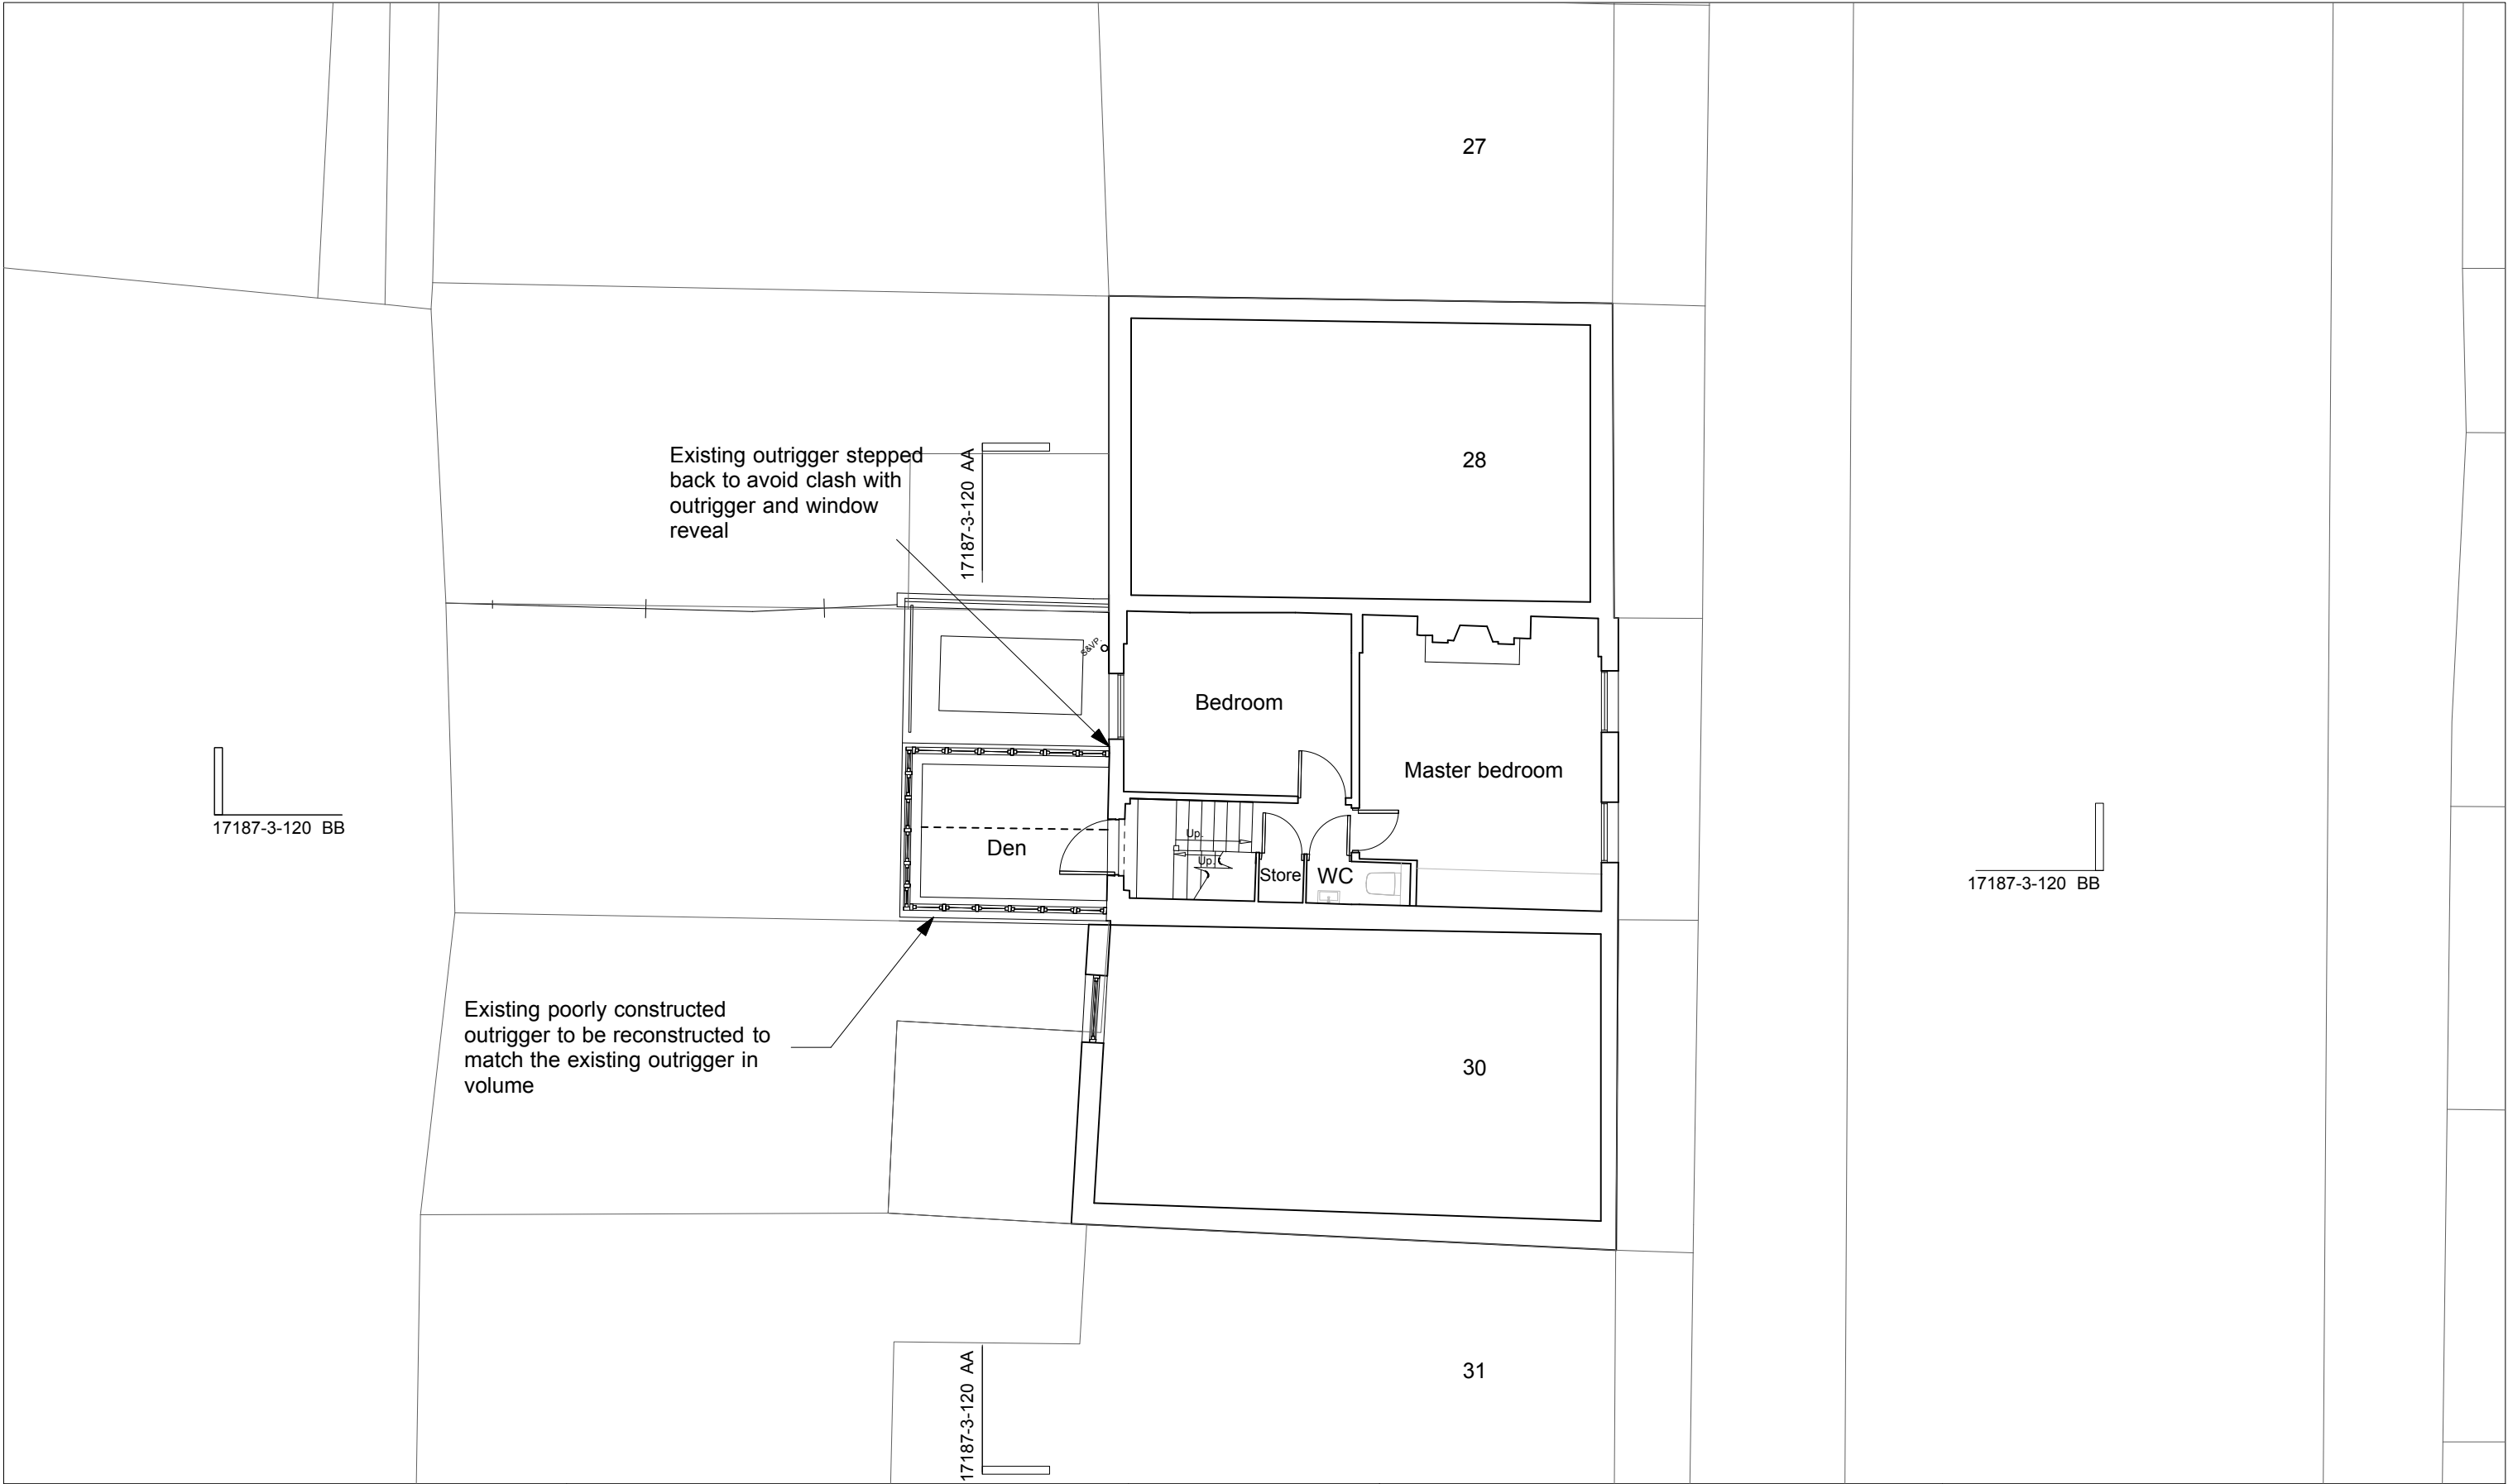 27
Existing outrigger stepped
back to avoid clash with
outrigger and window
reveal
17187-3-120 AA
28
S&VP.
Bedroom
Master bedroom
17187-3-120 BB
Den
Up.
Up.
Store
WC
17187-3-120 BB
Existing poorly constructed
outrigger to be reconstructed to
match the existing outrigger in
volume
30
17187-3-120 AA
31